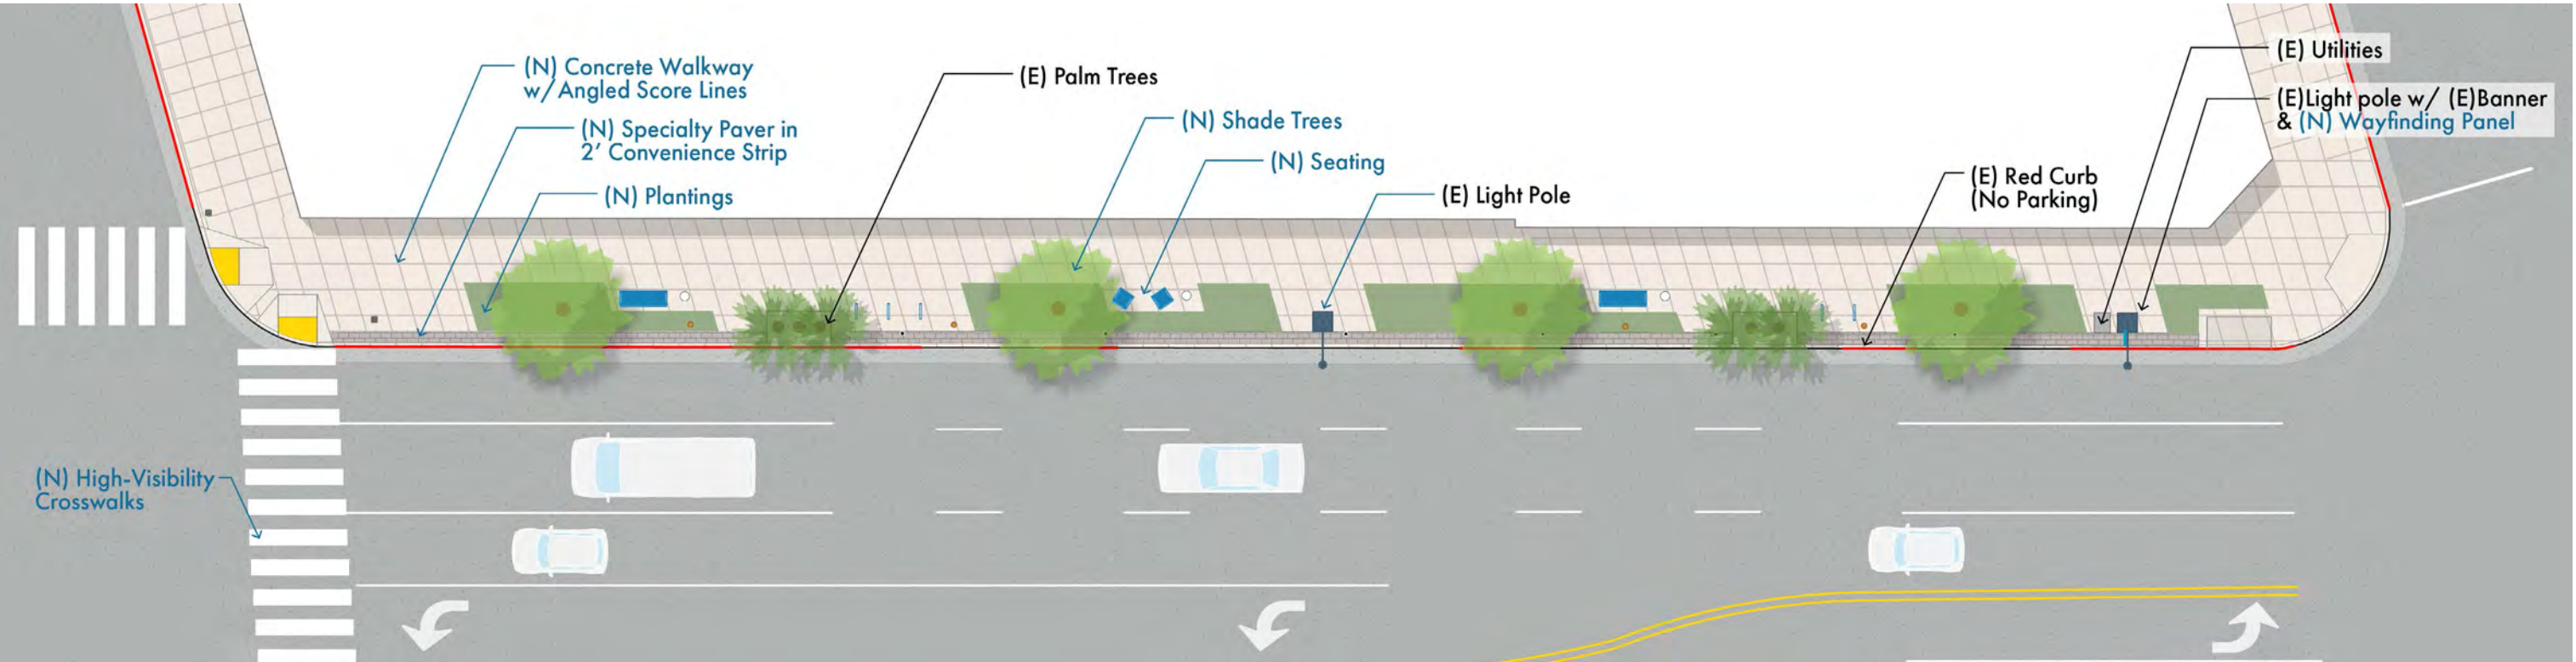 (N) Concrete Walkway
w/ Angled Score Lines
(N) Specialty Paver in
2' Convenience Strip
(N) Plantings
(E) Palm Trees
(N) Shade Trees
(N) Seating
(E) Light Pole
(E) Red Curb
(No Parking)
(E) Utilities
(E)Light pole w/ (E)Banner
& (N) Wayfinding Panel
(N) High-Visibility
Crosswalks